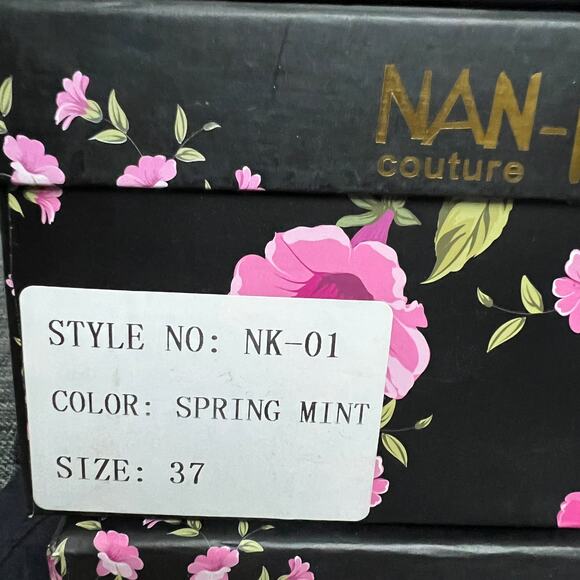 NAN-
couture
STYLE NO: NK-01
COLOR: SPRING MINT
SIZE: 37